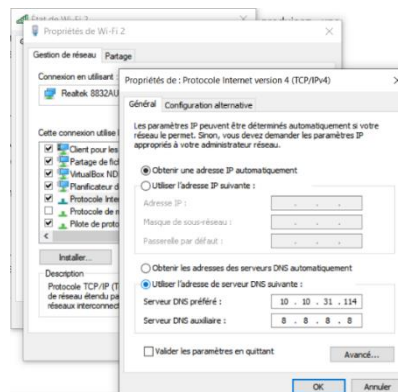 État de Wi-Fi 2
Propriétés de Wi-Fi 2
Gestion de réseau Partage
Connexion en utilisant :
Realtek 8832AU
Cette connexion utilise l
Client pour les
Partage de fich
VirtualBox ND
Planificateur d
Protocole Inte
Protocole de m
Pilote de proto
Installer...
Description
Protocole TCP/IP (T
de réseau étendu pa
réseaux interconnect
Propriétés de : Protocole Internet version 4 (TCP/IPv4)
Général Configuration alternative
Les paramètres IP peuvent être déterminés automatiquement si votre
réseau le permet. Sinon, vous devez demander les paramètres IP
appropriés à votre administrateur réseau.
Obtenir une adresse IP automatiquement
Utiliser l'adresse IP suivante :
Adresse IP :
Masque de sous-réseau :
Passerelle par défaut :
Obtenir les adresses des serveurs DNS automatiquement
Utiliser l'adresse de serveur DNS suivante :
Serveur DNS préféré : 10 . 10 . 31 . 114
Serveur DNS auxiliaire : 8 . 8 . 8 . 8
Valider les paramètres en quittant
Avancé...
OK Annuler